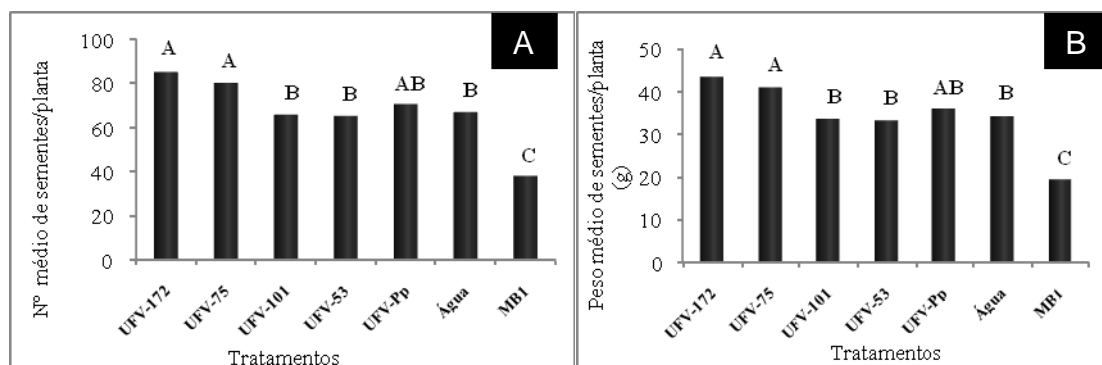 A
Nº médio de sementes/planta
100
80
60
40
20
0
A
A
B
B
AB
B
C
UFV-172
UFV-75
UFV-101
UFV-53
UFV-Pp
Água
MB1
Tratamentos
B
Peso médio de sementes/planta
(g)
50
40
30
20
10
0
A
A
B
B
AB
B
C
UFV-172
UFV-75
UFV-101
UFV-53
UFV-Pp
Água
MB1
Tratamentos